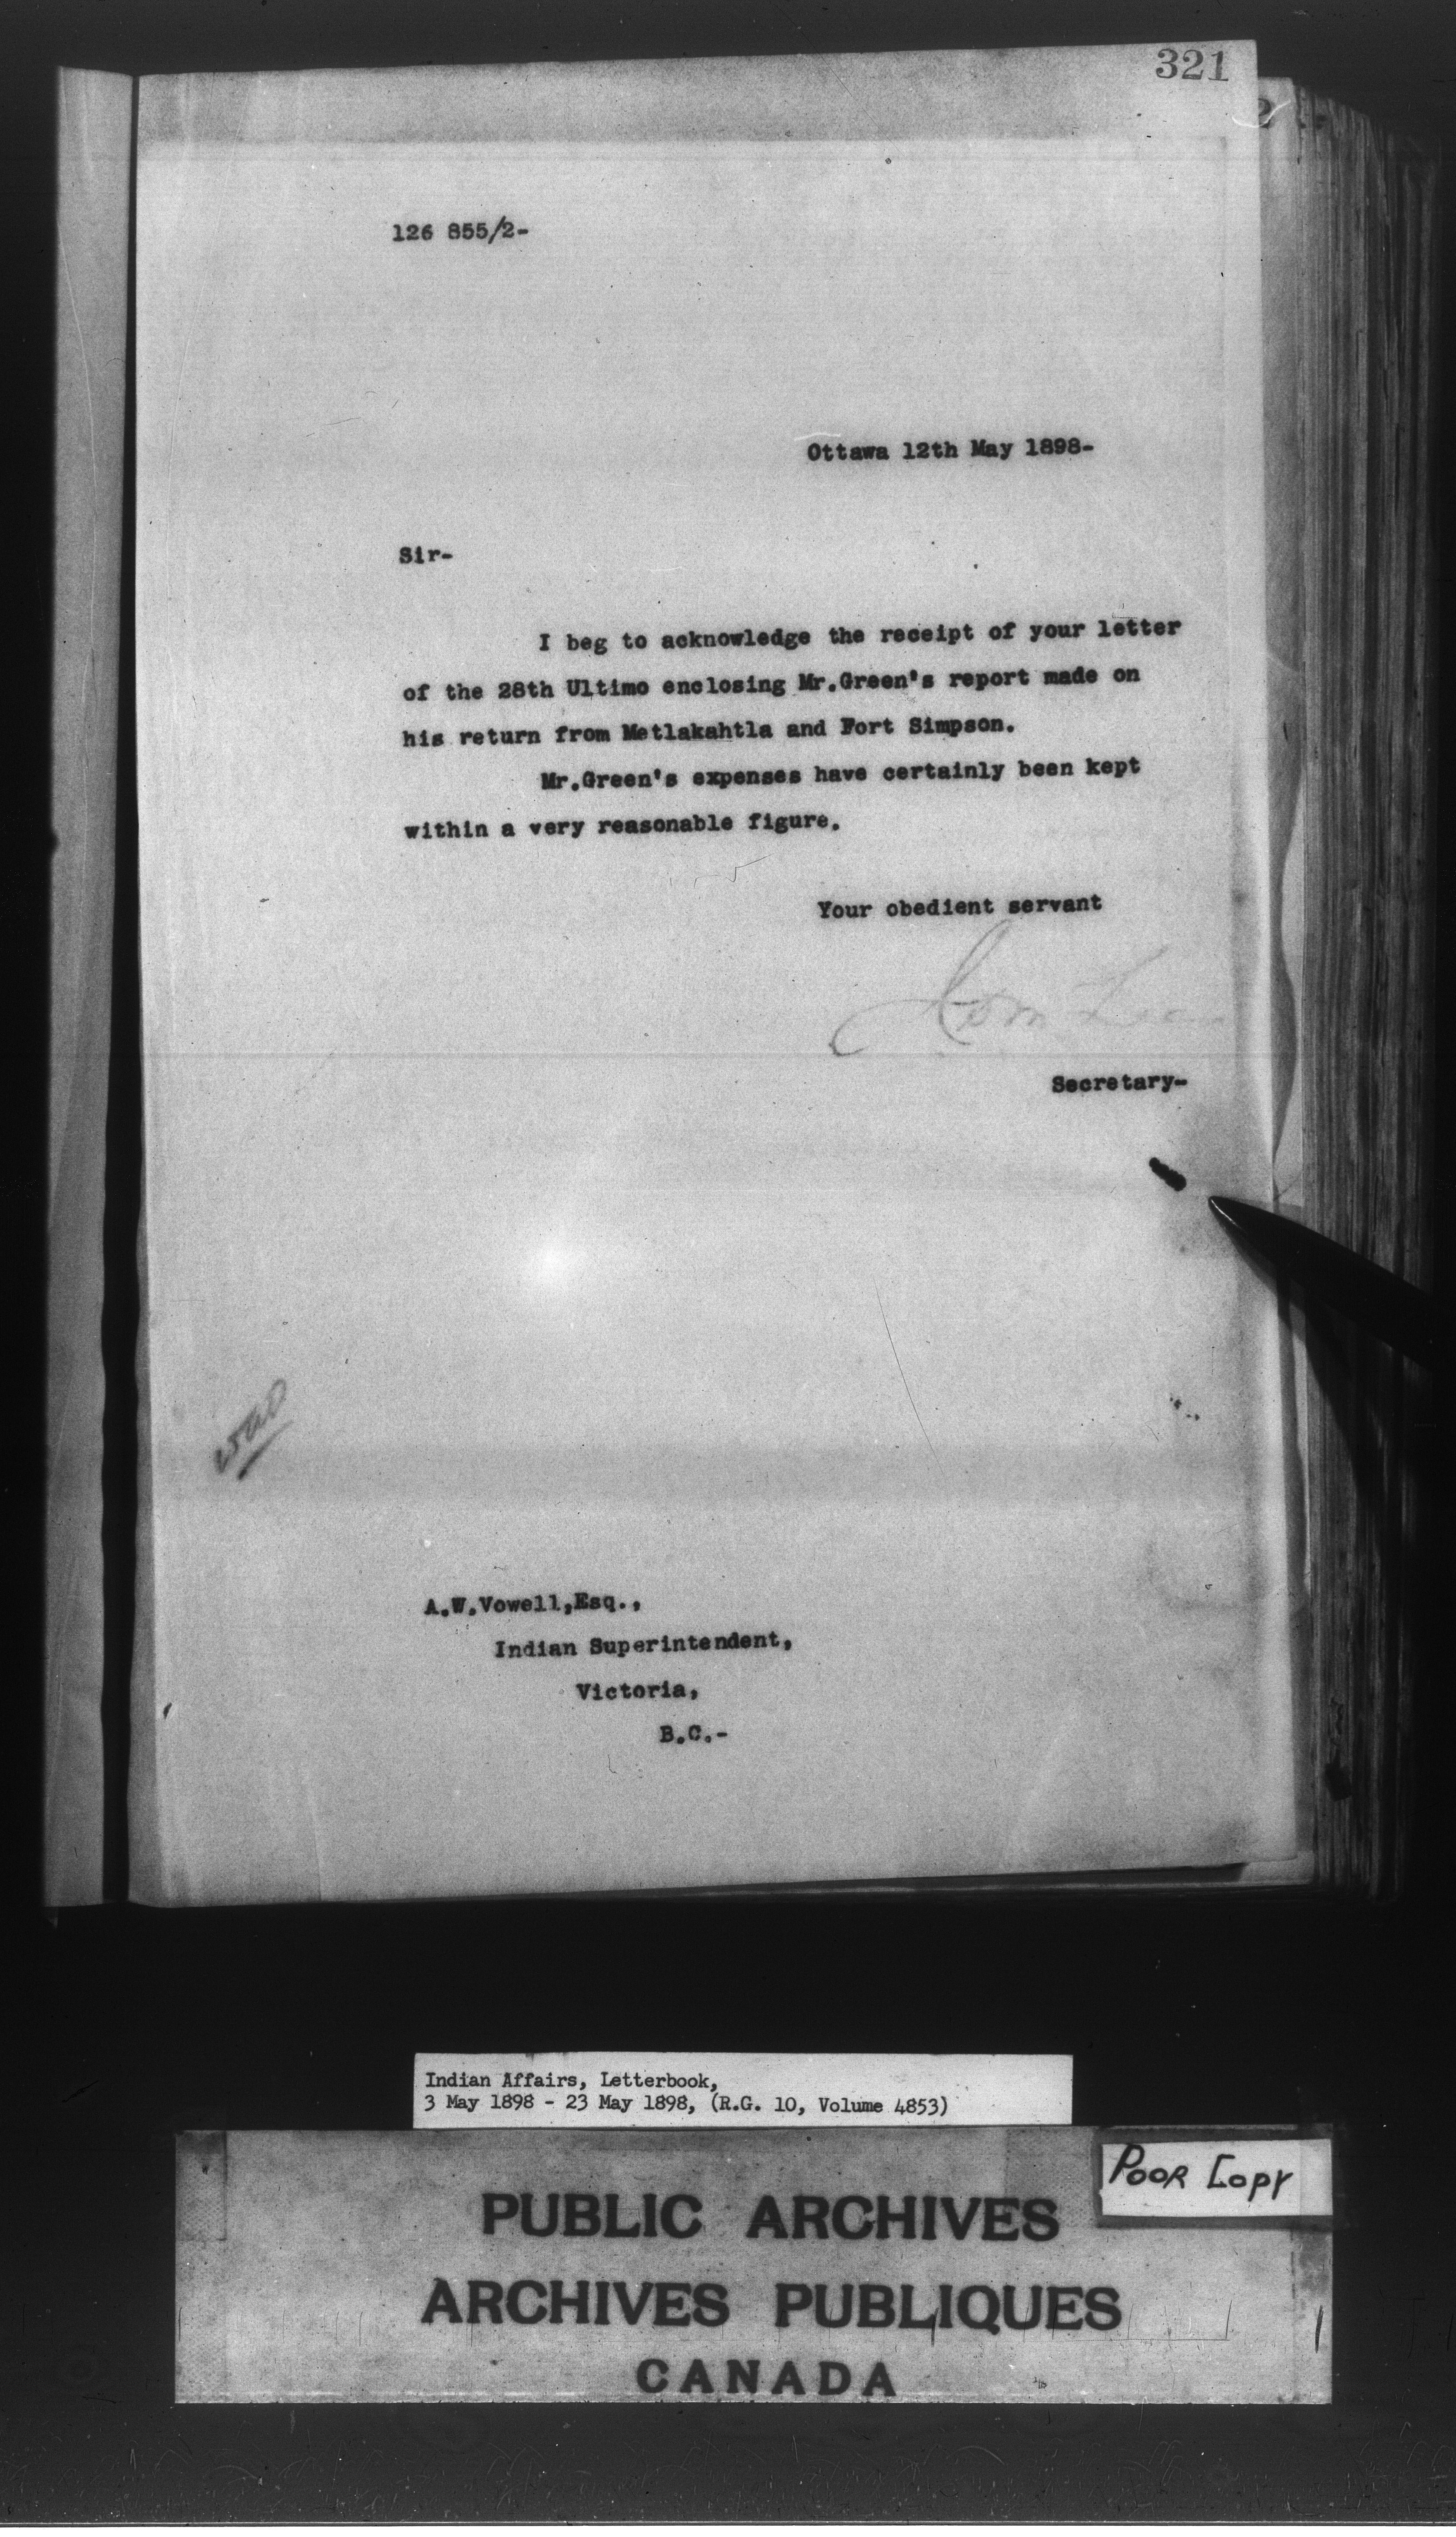 321
126 855/2-
Ottawa 12th May 1898-
Sir-
I beg to acknowledge the receipt of your letter
of the 28th Ultimo enclosing Mr.Green's report made on
his return from Metlakahtla and Fort Simpson.
Mr.Green's expenses have certainly been kept
within a very reasonable figure.
Your obedient servant
Secretary-
A.W.Vowell,Esq.,
Indian Superintendent,
Victoria,
B.C.-
Indian Affairs, Letterbook,
3 May 1898 - 23 May 1898, (R.G. 10, Volume 4853)
POOR COPY
PUBLIC ARCHIVES
ARCHIVES PUBLIQUES
CANADA